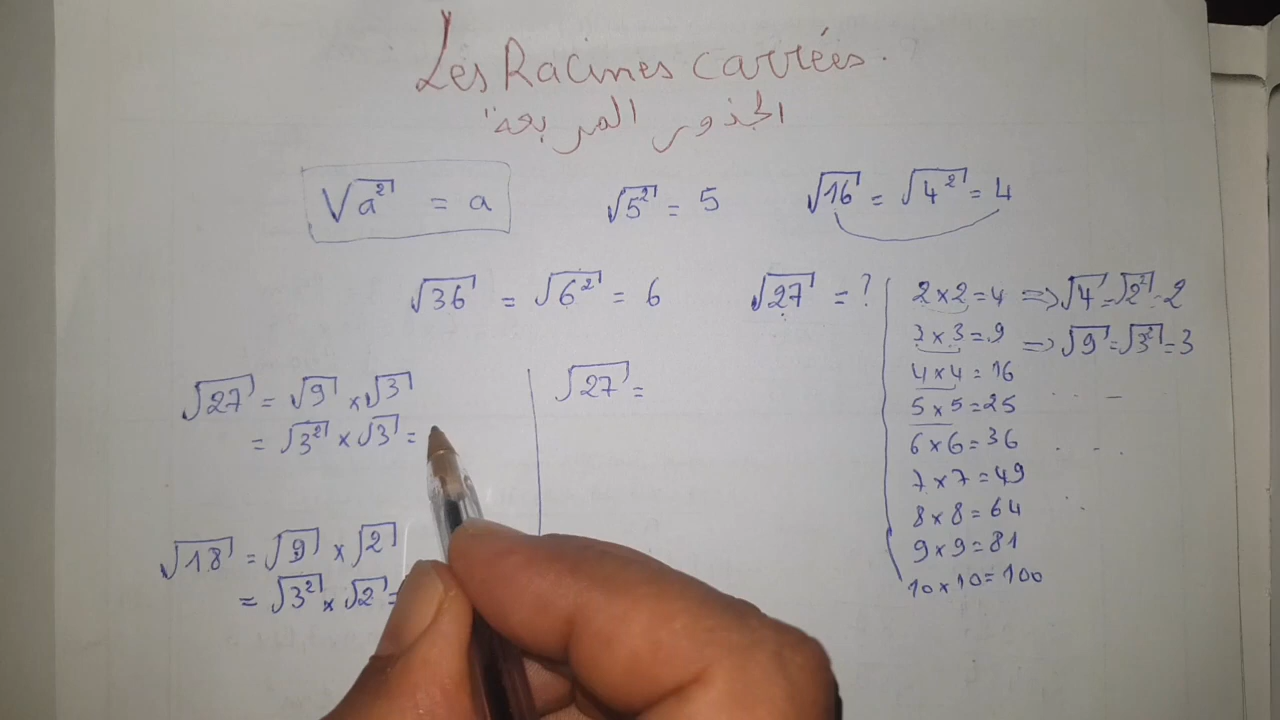 Les Racines carrées.
الجذور المربعة
√a² = a
√5² = 5
√16 = √4² = 4
√36 = √6² = 6
√27 = ?
2 × 2 = 4 ⇒ √4 = √2² = 2
3 × 3 = 9 ⇒ √9 = √3² = 3
4 × 4 = 16
5 × 5 = 25
6 × 6 = 36
7 × 7 = 49
8 × 8 = 64
9 × 9 = 81
10 × 10 = 100
√27 = √9 × √3
= √3² × √3 =
√27 =
√18 = √9 × √2
= √3² × √2 =